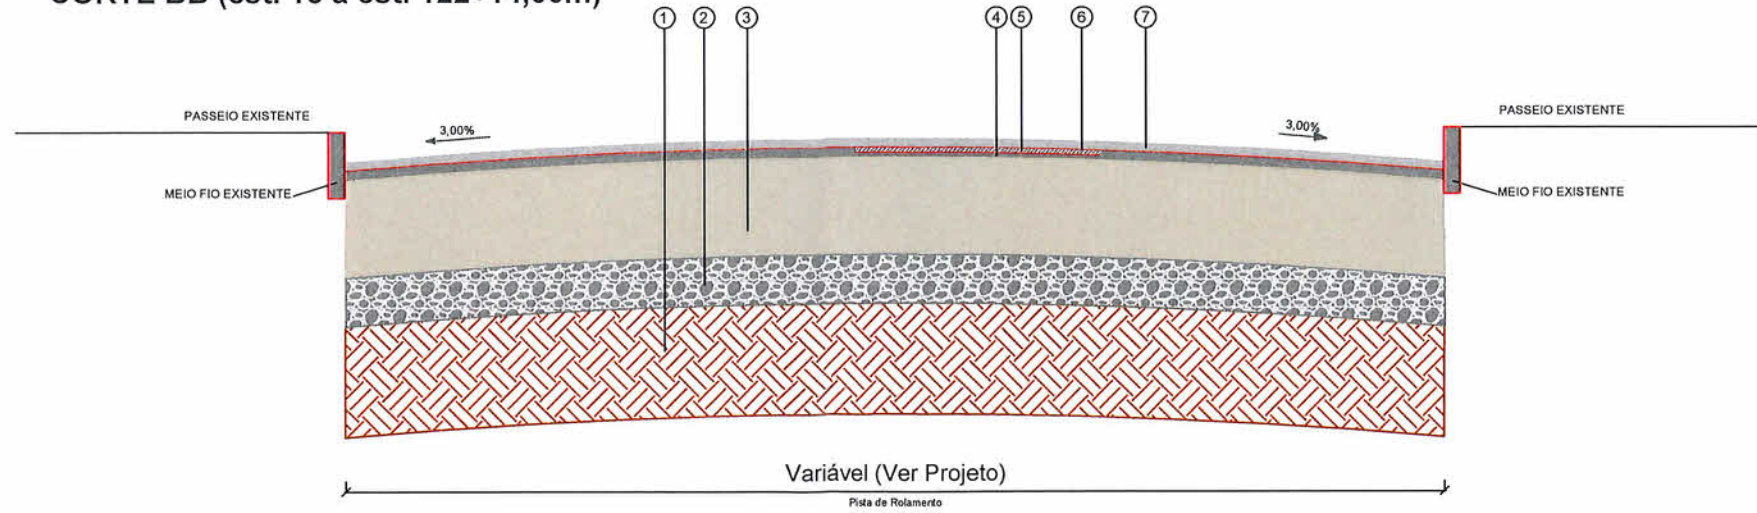 1 2 3 4 5 6 7
PASSEIO EXISTENTE
PASSEIO EXISTENTE
3,00%
3,00%
MEIO FIO EXISTENTE
MEIO FIO EXISTENTE
Variável (Ver Projeto)
Pista de Rolamento